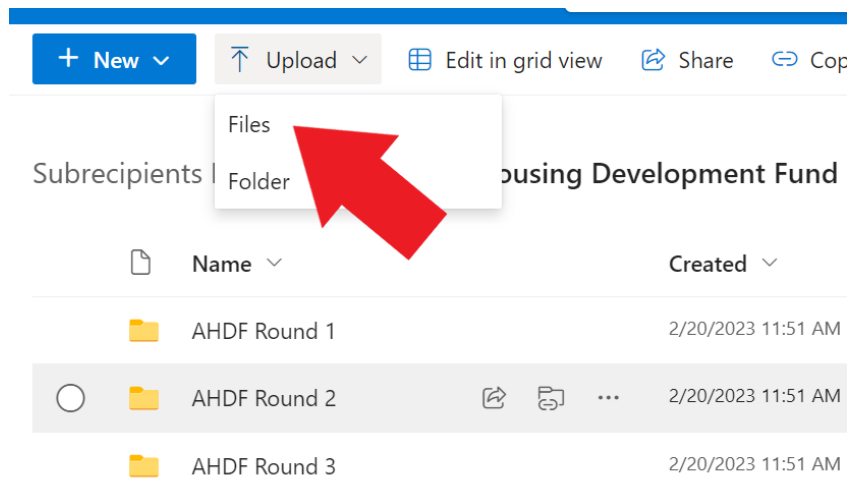 + New Upload Edit in grid view Share Cop
Files
Subrecipients ousing Development Fund
Folder
Name Created
AHDF Round 1 2/20/2023 11:51 AM
AHDF Round 2 ... 2/20/2023 11:51 AM
AHDF Round 3 2/20/2023 11:51 AM